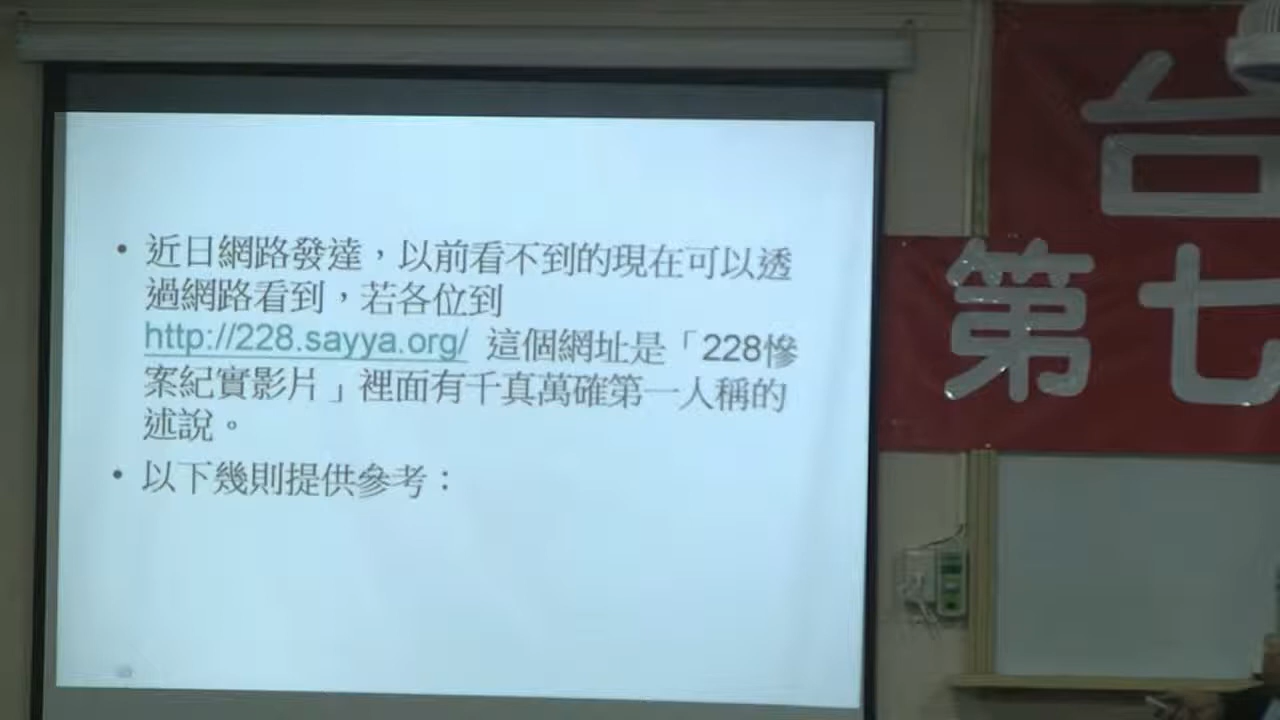 • 近日網路發達，以前看不到的現在可以透
過網路看到，若各位到
http://228.sayya.org/ 這個網址是「228慘
案紀實影片」裡面有千真萬確第一人稱的
述說。
• 以下幾則提供參考：
台
第七